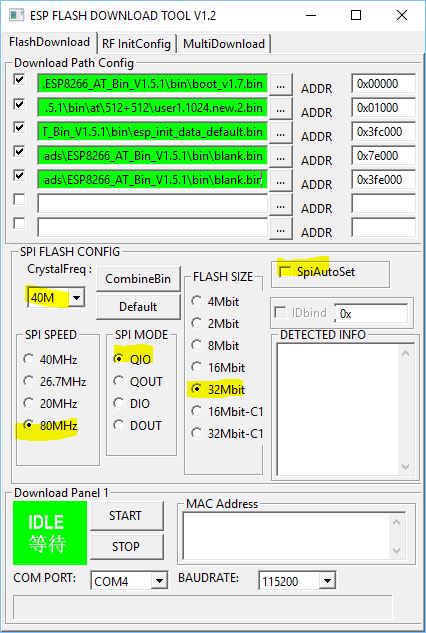 ESP FLASH DOWNLOAD TOOL V1.2
FlashDownload RF InitConfig MultiDownload
Download Path Config
.ESP8266_AT_Bin_V1.5.1\bin\boot_v1.7.bin ... ADDR 0x00000
.5.1\bin\at\512+512\user1.1024.new.2.bin ... ADDR 0x01000
T_Bin_V1.5.1\bin\esp_init_data_default.bin ... ADDR 0x3fc000
ads\ESP8266_AT_Bin_V1.5.1\bin\blank.bin ... ADDR 0x7e000
ads\ESP8266_AT_Bin_V1.5.1\bin\blank.bin ... ADDR 0x3fe000
... ADDR
... ADDR
SPI FLASH CONFIG
CrystalFreq :
40M
CombineBin
Default
SPI SPEED
40MHz
26.7MHz
20MHz
80MHz
SPI MODE
QIO
QOUT
DIO
DOUT
FLASH SIZE
4Mbit
2Mbit
8Mbit
16Mbit
32Mbit
16Mbit-C1
32Mbit-C1
SpiAutoSet
IDbind 0x
DETECTED INFO
Download Panel 1
IDLE
等待
START
STOP
MAC Address
COM PORT: COM4 BAUDRATE: 115200